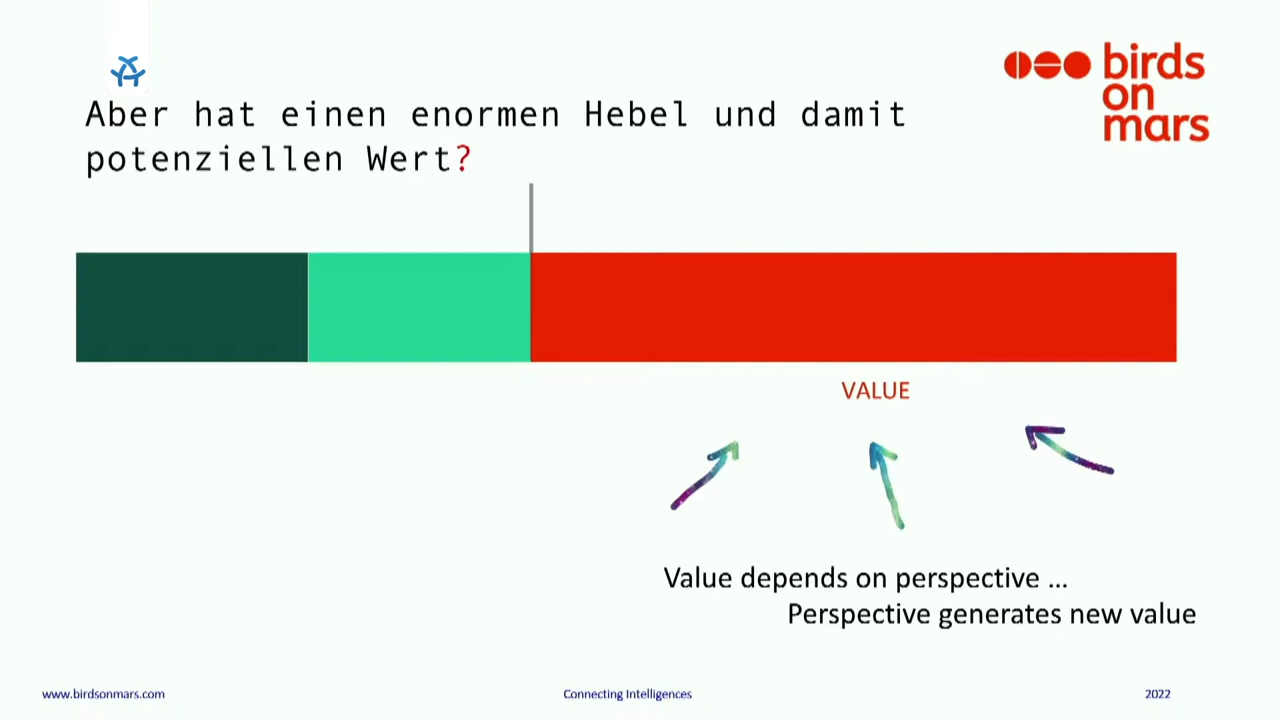 Aber hat einen enormen Hebel und damit
potenziellen Wert?
birds
on
mars
VALUE
Value depends on perspective ...
Perspective generates new value
www.birdsonmars.com
Connecting Intelligences
2022